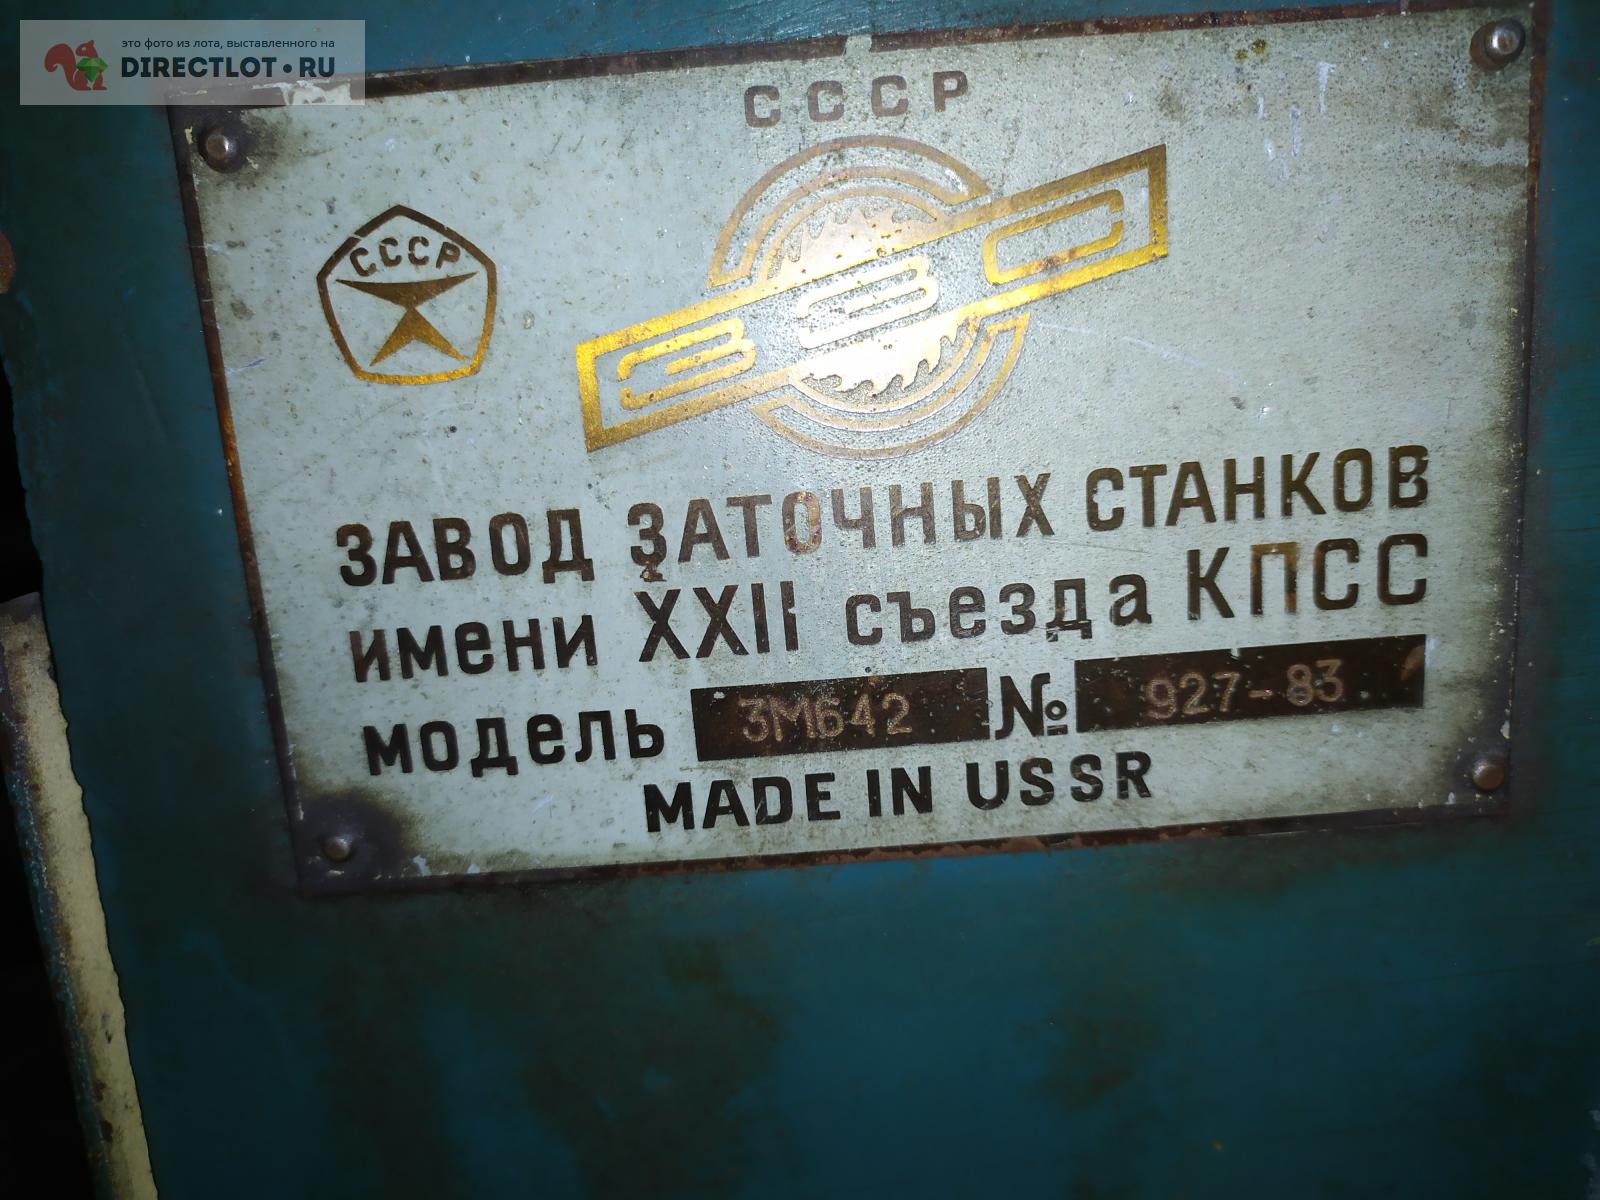 это фото из лота, выставленного на
DIRECTLOT•RU
СССР
СССР
ЗЗС
ЗАВОД ЗАТОЧНЫХ СТАНКОВ
имени XXII съезда КПСС
модель 3М642 № 927-83
MADE IN USSR